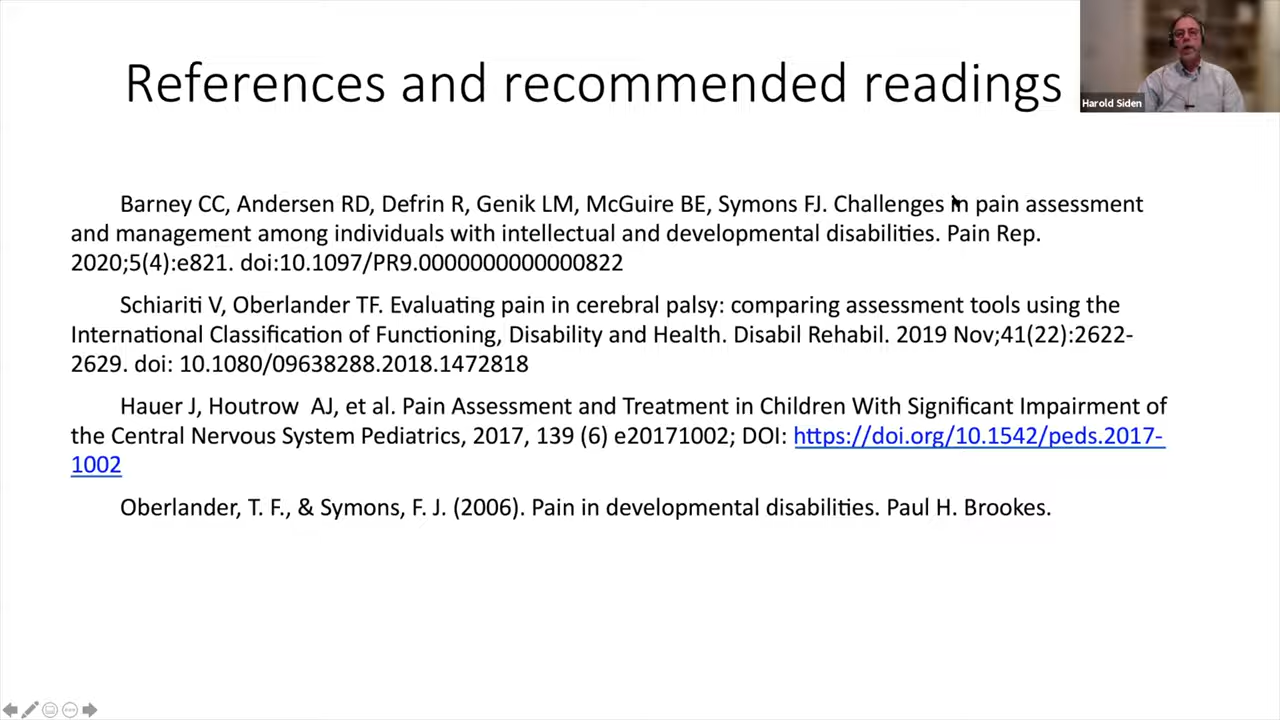 References and recommended readings
Harold Siden
Barney CC, Andersen RD, Defrin R, Genik LM, McGuire BE, Symons FJ. Challenges in pain assessment
and management among individuals with intellectual and developmental disabilities. Pain Rep.
2020;5(4):e821. doi:10.1097/PR9.0000000000000822
Schiariti V, Oberlander TF. Evaluating pain in cerebral palsy: comparing assessment tools using the
International Classification of Functioning, Disability and Health. Disabil Rehabil. 2019 Nov;41(22):2622-
2629. doi: 10.1080/09638288.2018.1472818
Hauer J, Houtrow AJ, et al. Pain Assessment and Treatment in Children With Significant Impairment of
the Central Nervous System Pediatrics, 2017, 139 (6) e20171002; DOI: https://doi.org/10.1542/peds.2017-
1002
Oberlander, T. F., & Symons, F. J. (2006). Pain in developmental disabilities. Paul H. Brookes.